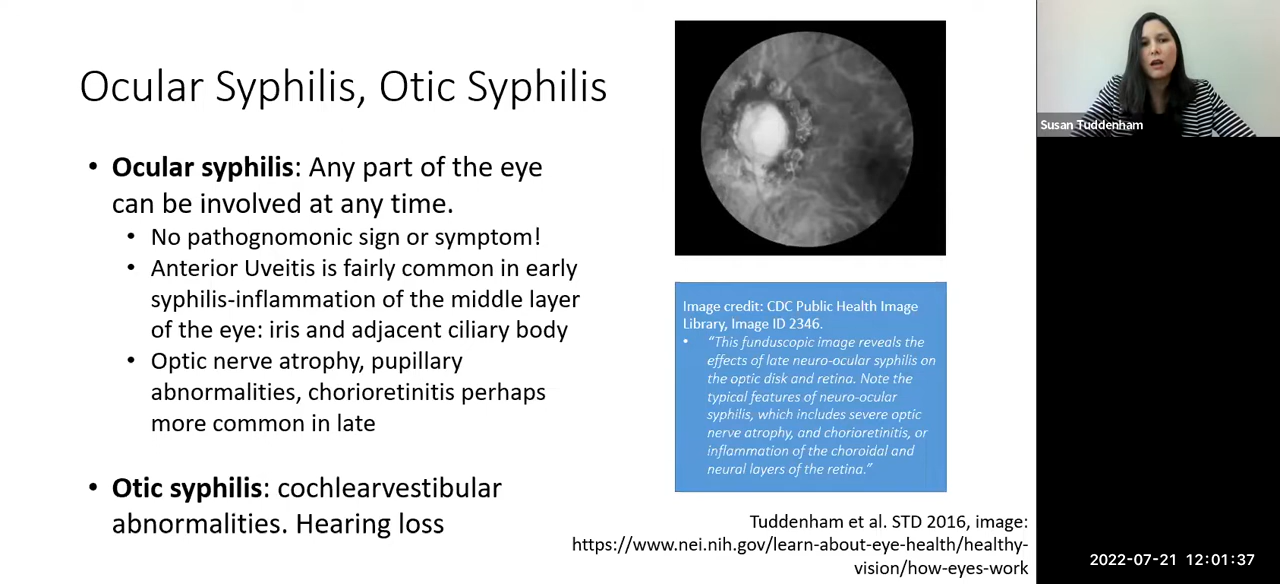 Ocular Syphilis, Otic Syphilis
• Ocular syphilis: Any part of the eye
can be involved at any time.
• No pathognomonic sign or symptom!
• Anterior Uveitis is fairly common in early
syphilis-inflammation of the middle layer
of the eye: iris and adjacent ciliary body
• Optic nerve atrophy, pupillary
abnormalities, chorioretinitis perhaps
more common in late
• Otic syphilis: cochlearvestibular
abnormalities. Hearing loss
Image credit: CDC Public Health Image
Library, Image ID 2346.
• “This funduscopic image reveals the
effects of late neuro-ocular syphilis on
the optic disk and retina. Note the
typical features of neuro-ocular
syphilis, which includes severe optic
nerve atrophy, and chorioretinitis, or
inflammation of the choroidal and
neural layers of the retina.”
Tuddenham et al. STD 2016, image:
https://www.nei.nih.gov/learn-about-eye-health/healthy-
vision/how-eyes-work
Susan Tuddenham
2022-07-21 12:01:37